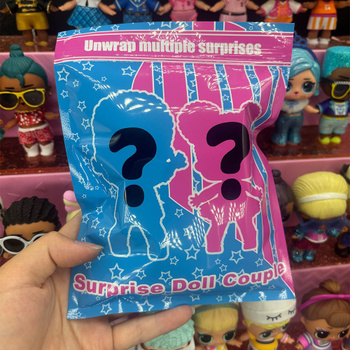 Unwrap multiple surprises
? ?
Surprise Doll Couple